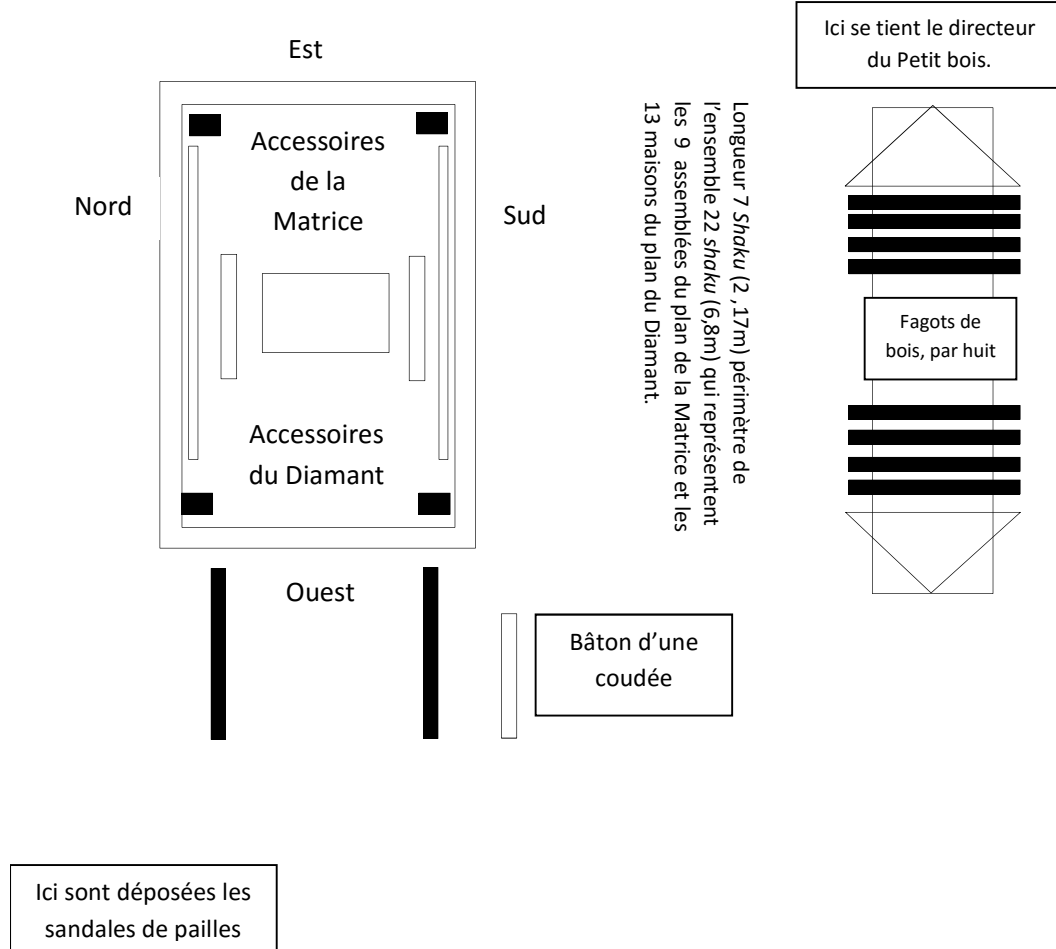 Ici se tient le directeur
du Petit bois.
Est
Accessoires
de la
Matrice
Nord
Sud
Longueur 7 Shaku (2 ,17m) périmètre de
l’ensemble 22 shaku (6,8m) qui représentent
les 9 assemblées du plan de la Matrice et les
13 maisons du plan du Diamant.
Fagots de
bois, par huit
Accessoires
du Diamant
Ouest
Bâton d’une
coudée
Ici sont déposées les
sandales de pailles